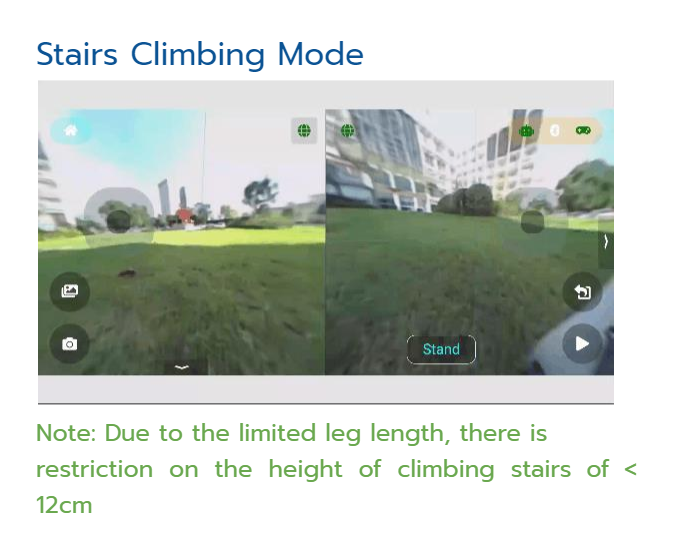 Stairs Climbing Mode
Stand
Note: Due to the limited leg length, there is
restriction on the height of climbing stairs of <
12cm